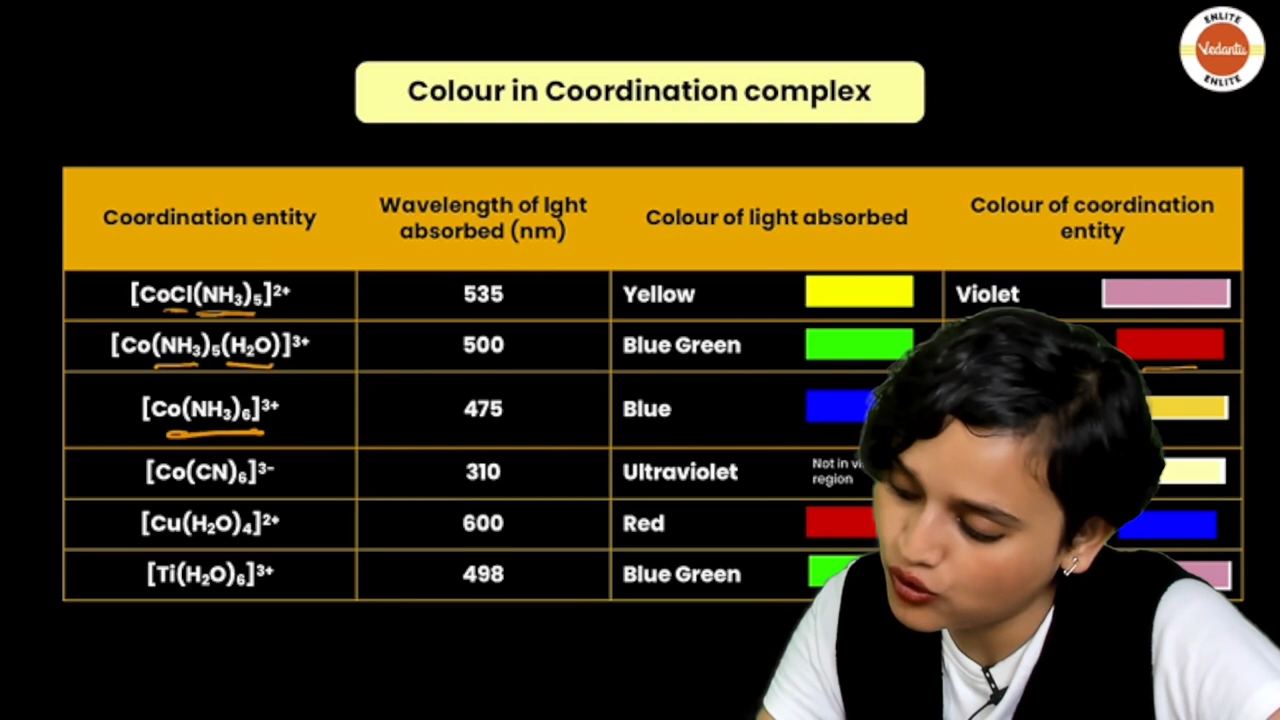 ENLITE
Vedantu
ENLITE
Colour in Coordination complex
Coordination entity
Wavelength of lght
absorbed (nm)
Colour of light absorbed
Colour of coordination
entity
[CoCl(NH₃)₅]²⁺
535
Yellow
Violet
[Co(NH₃)₅(H₂O)]³⁺
500
Blue Green
[Co(NH₃)₆]³⁺
475
Blue
[Co(CN)₆]³⁻
310
Ultraviolet
Not in
region
[Cu(H₂O)₄]²⁺
600
Red
[Ti(H₂O)₆]³⁺
498
Blue Green